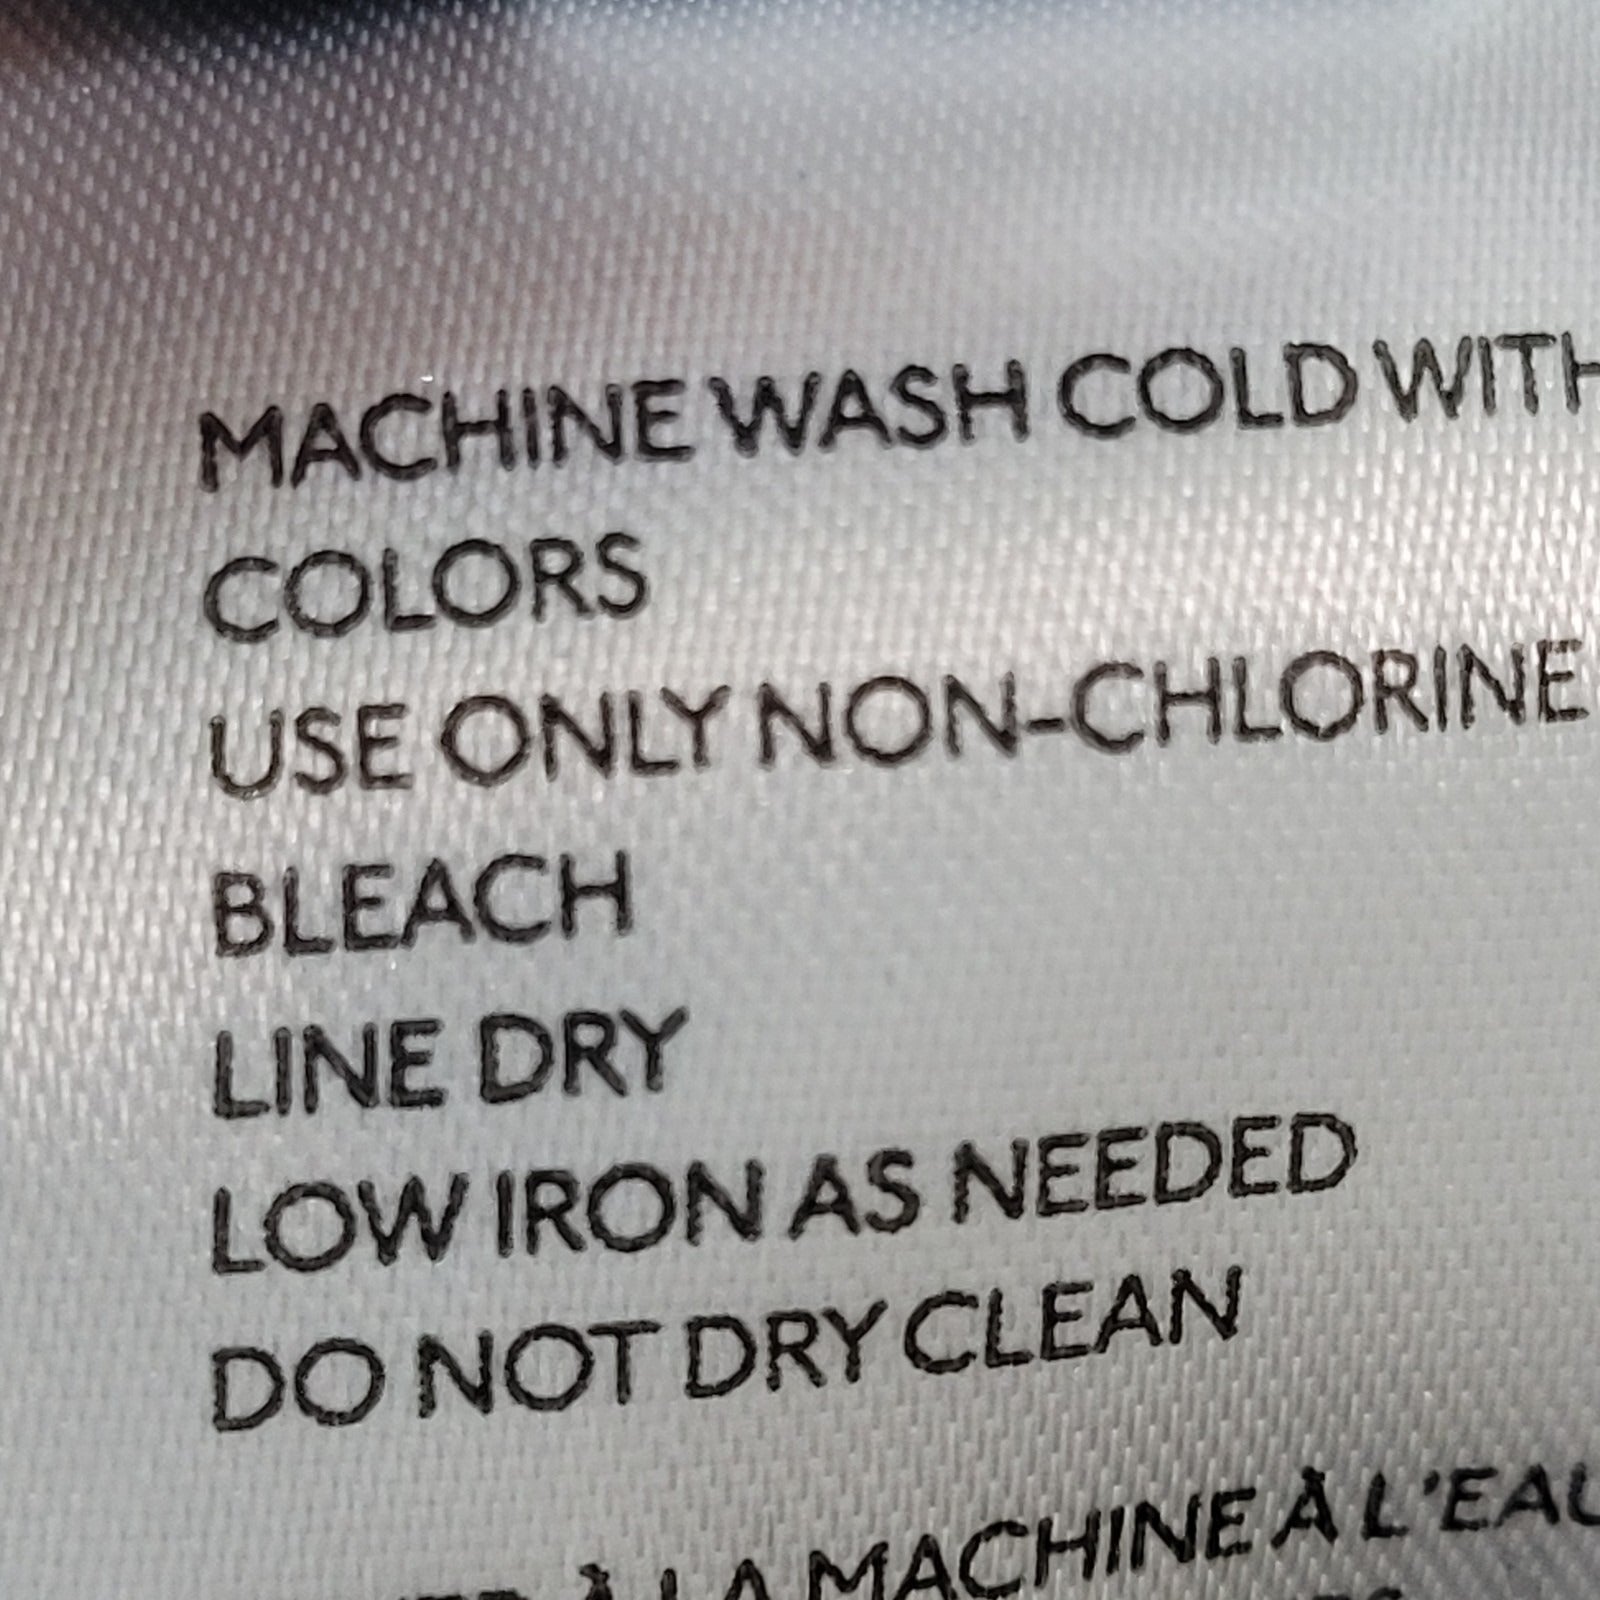 MACHINE WASH COLD WITH
COLORS
USE ONLY NON-CHLORINE
BLEACH
LINE DRY
LOW IRON AS NEEDED
DO NOT DRY CLEAN
À LA MACHINE À L'EAU